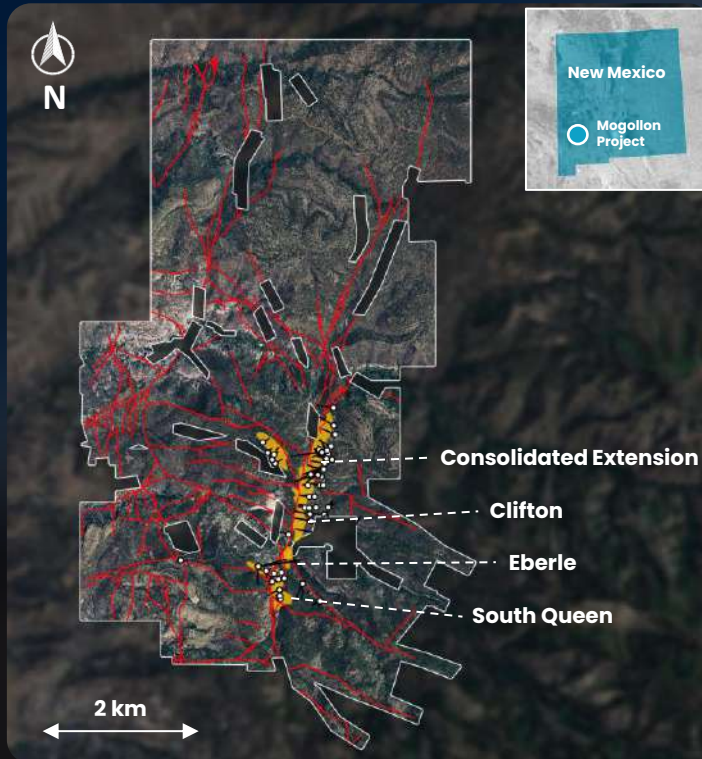 N
New Mexico
Mogollon
Project
Consolidated Extension
Clifton
Eberle
South Queen
2 km